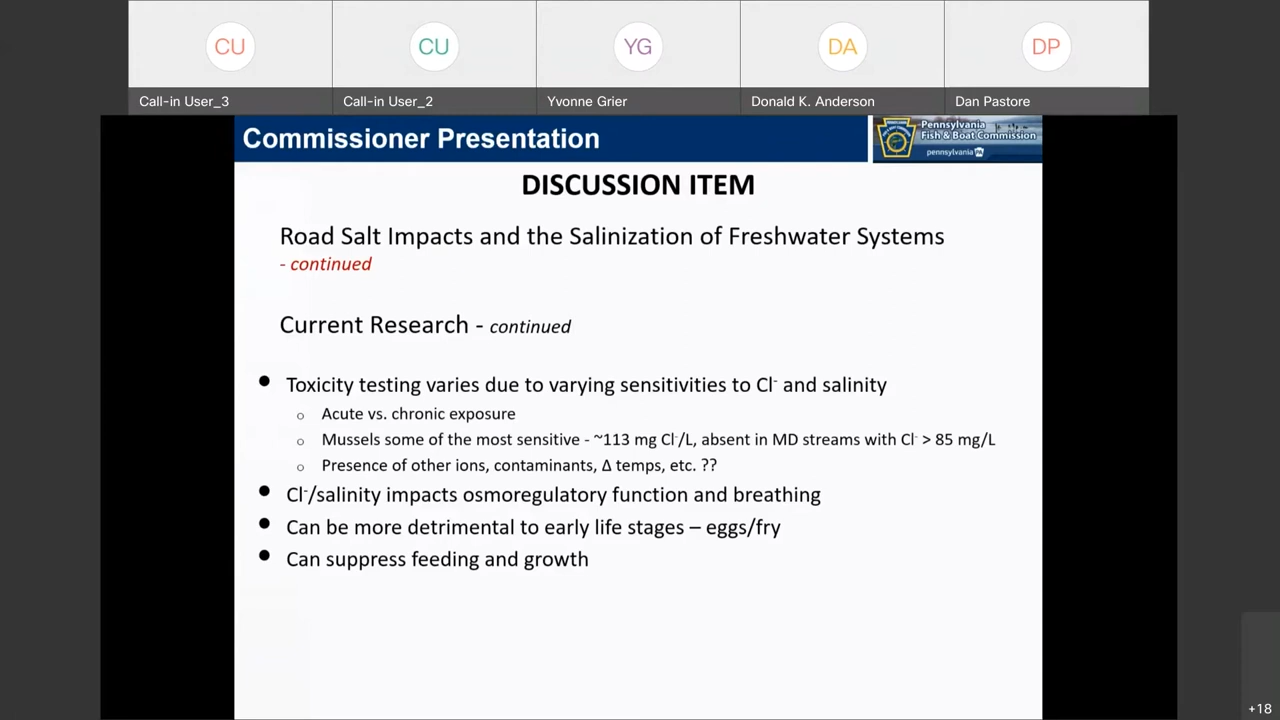 CU
CU
YG
DA
DP
Call-in User_3
Call-in User_2
Yvonne Grier
Donald K. Anderson
Dan Pastore
Commissioner Presentation
Pennsylvania
Fish & Boat Commission
pennsylvania PA
DISCUSSION ITEM
Road Salt Impacts and the Salinization of Freshwater Systems
- continued
Current Research - continued
• Toxicity testing varies due to varying sensitivities to Cl⁻ and salinity
o Acute vs. chronic exposure
o Mussels some of the most sensitive - ~113 mg Cl⁻/L, absent in MD streams with Cl⁻ > 85 mg/L
o Presence of other ions, contaminants, Δ temps, etc. ??
• Cl⁻/salinity impacts osmoregulatory function and breathing
• Can be more detrimental to early life stages – eggs/fry
• Can suppress feeding and growth
+18